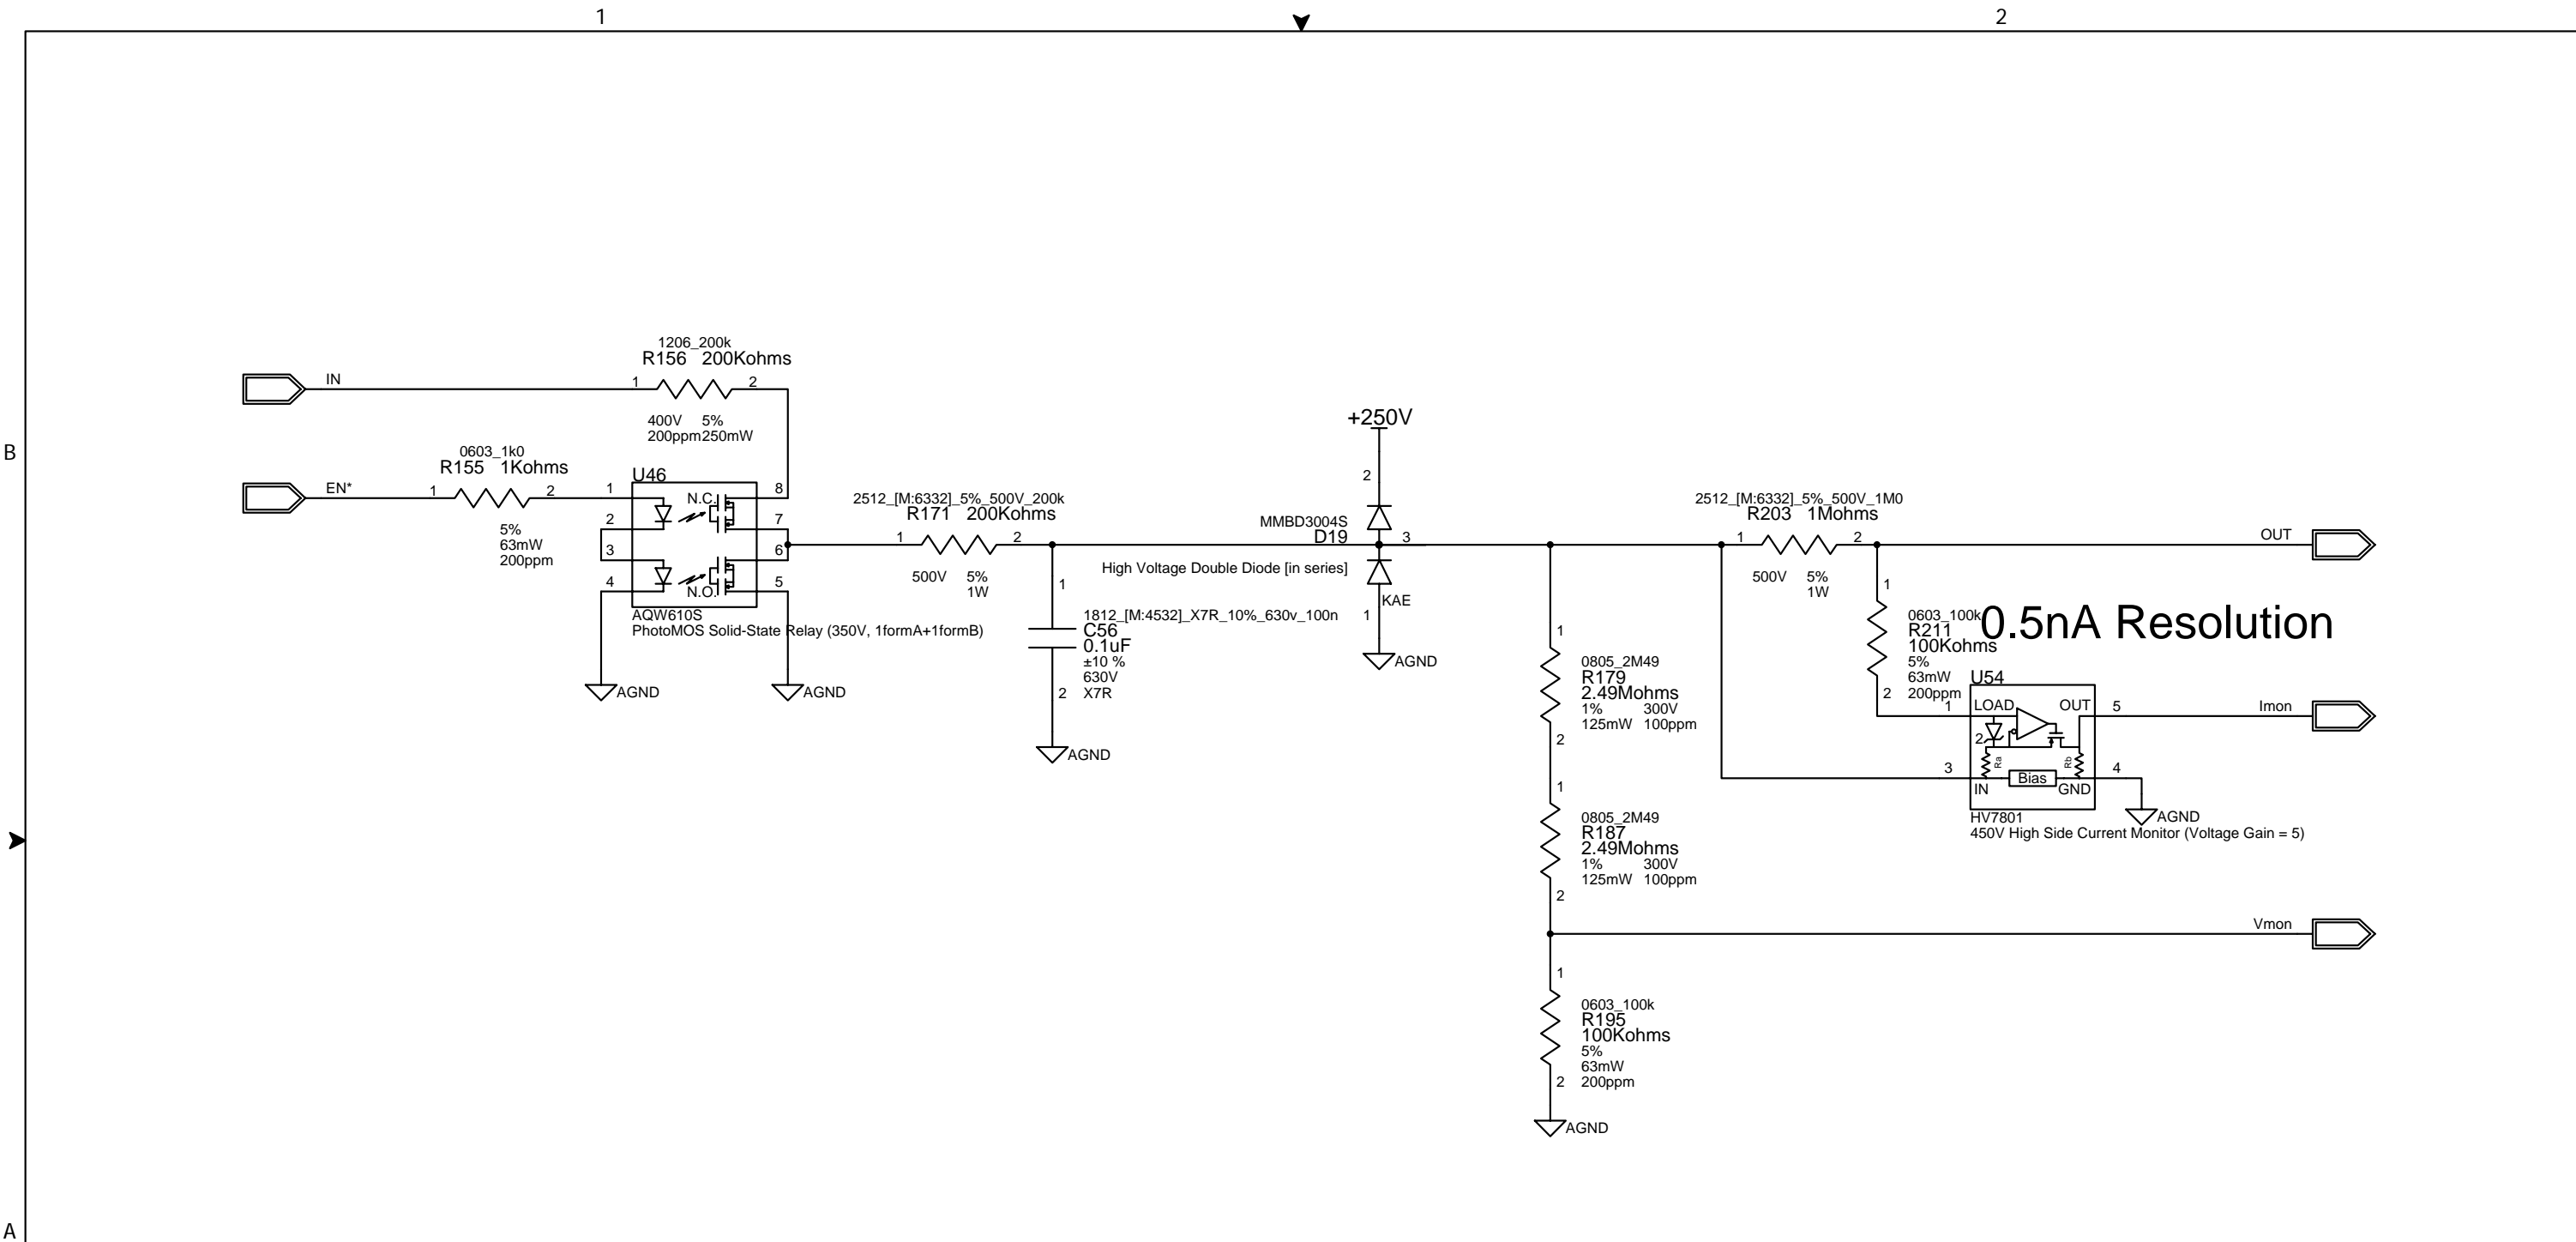 1
2
B
A
1206_200k
R156 200Kohms
IN
1
2
400V 5%
200ppm250mW
0603_1k0
R155 1Kohms
EN*
1
2
5%
63mW
200ppm
U46
1
2
3
4
N.C.
N.O.
8
7
6
5
AQW610S
PhotoMOS Solid-State Relay (350V, 1formA+1formB)
AGND
AGND
2512_[M:6332]_5%_500V_200k
R171 200Kohms
1
2
500V 5%
1W
1
1812_[M:4532]_X7R_10%_630v_100n
C56
0.1uF
±10 %
630V
2 X7R
AGND
+250V
2
MMBD3004S
D19
3
High Voltage Double Diode [in series]
KAE
1
AGND
1
0805_2M49
R179
2.49Mohms
1% 300V
125mW 100ppm
2
1
0805_2M49
R187
2.49Mohms
1% 300V
125mW 100ppm
2
1
0603_100k
R195
100Kohms
5%
63mW
2 200ppm
AGND
2512_[M:6332]_5%_500V_1M0
R203 1Mohms
1
2
500V 5%
1W
OUT
1
0603_100k
R211
100Kohms
5%
63mW
2 200ppm
0.5nA Resolution
U54
1
LOAD OUT
5
Imon
2
Ra
Rb
3
Bias
4
IN GND
AGND
HV7801
450V High Side Current Monitor (Voltage Gain = 5)
Vmon